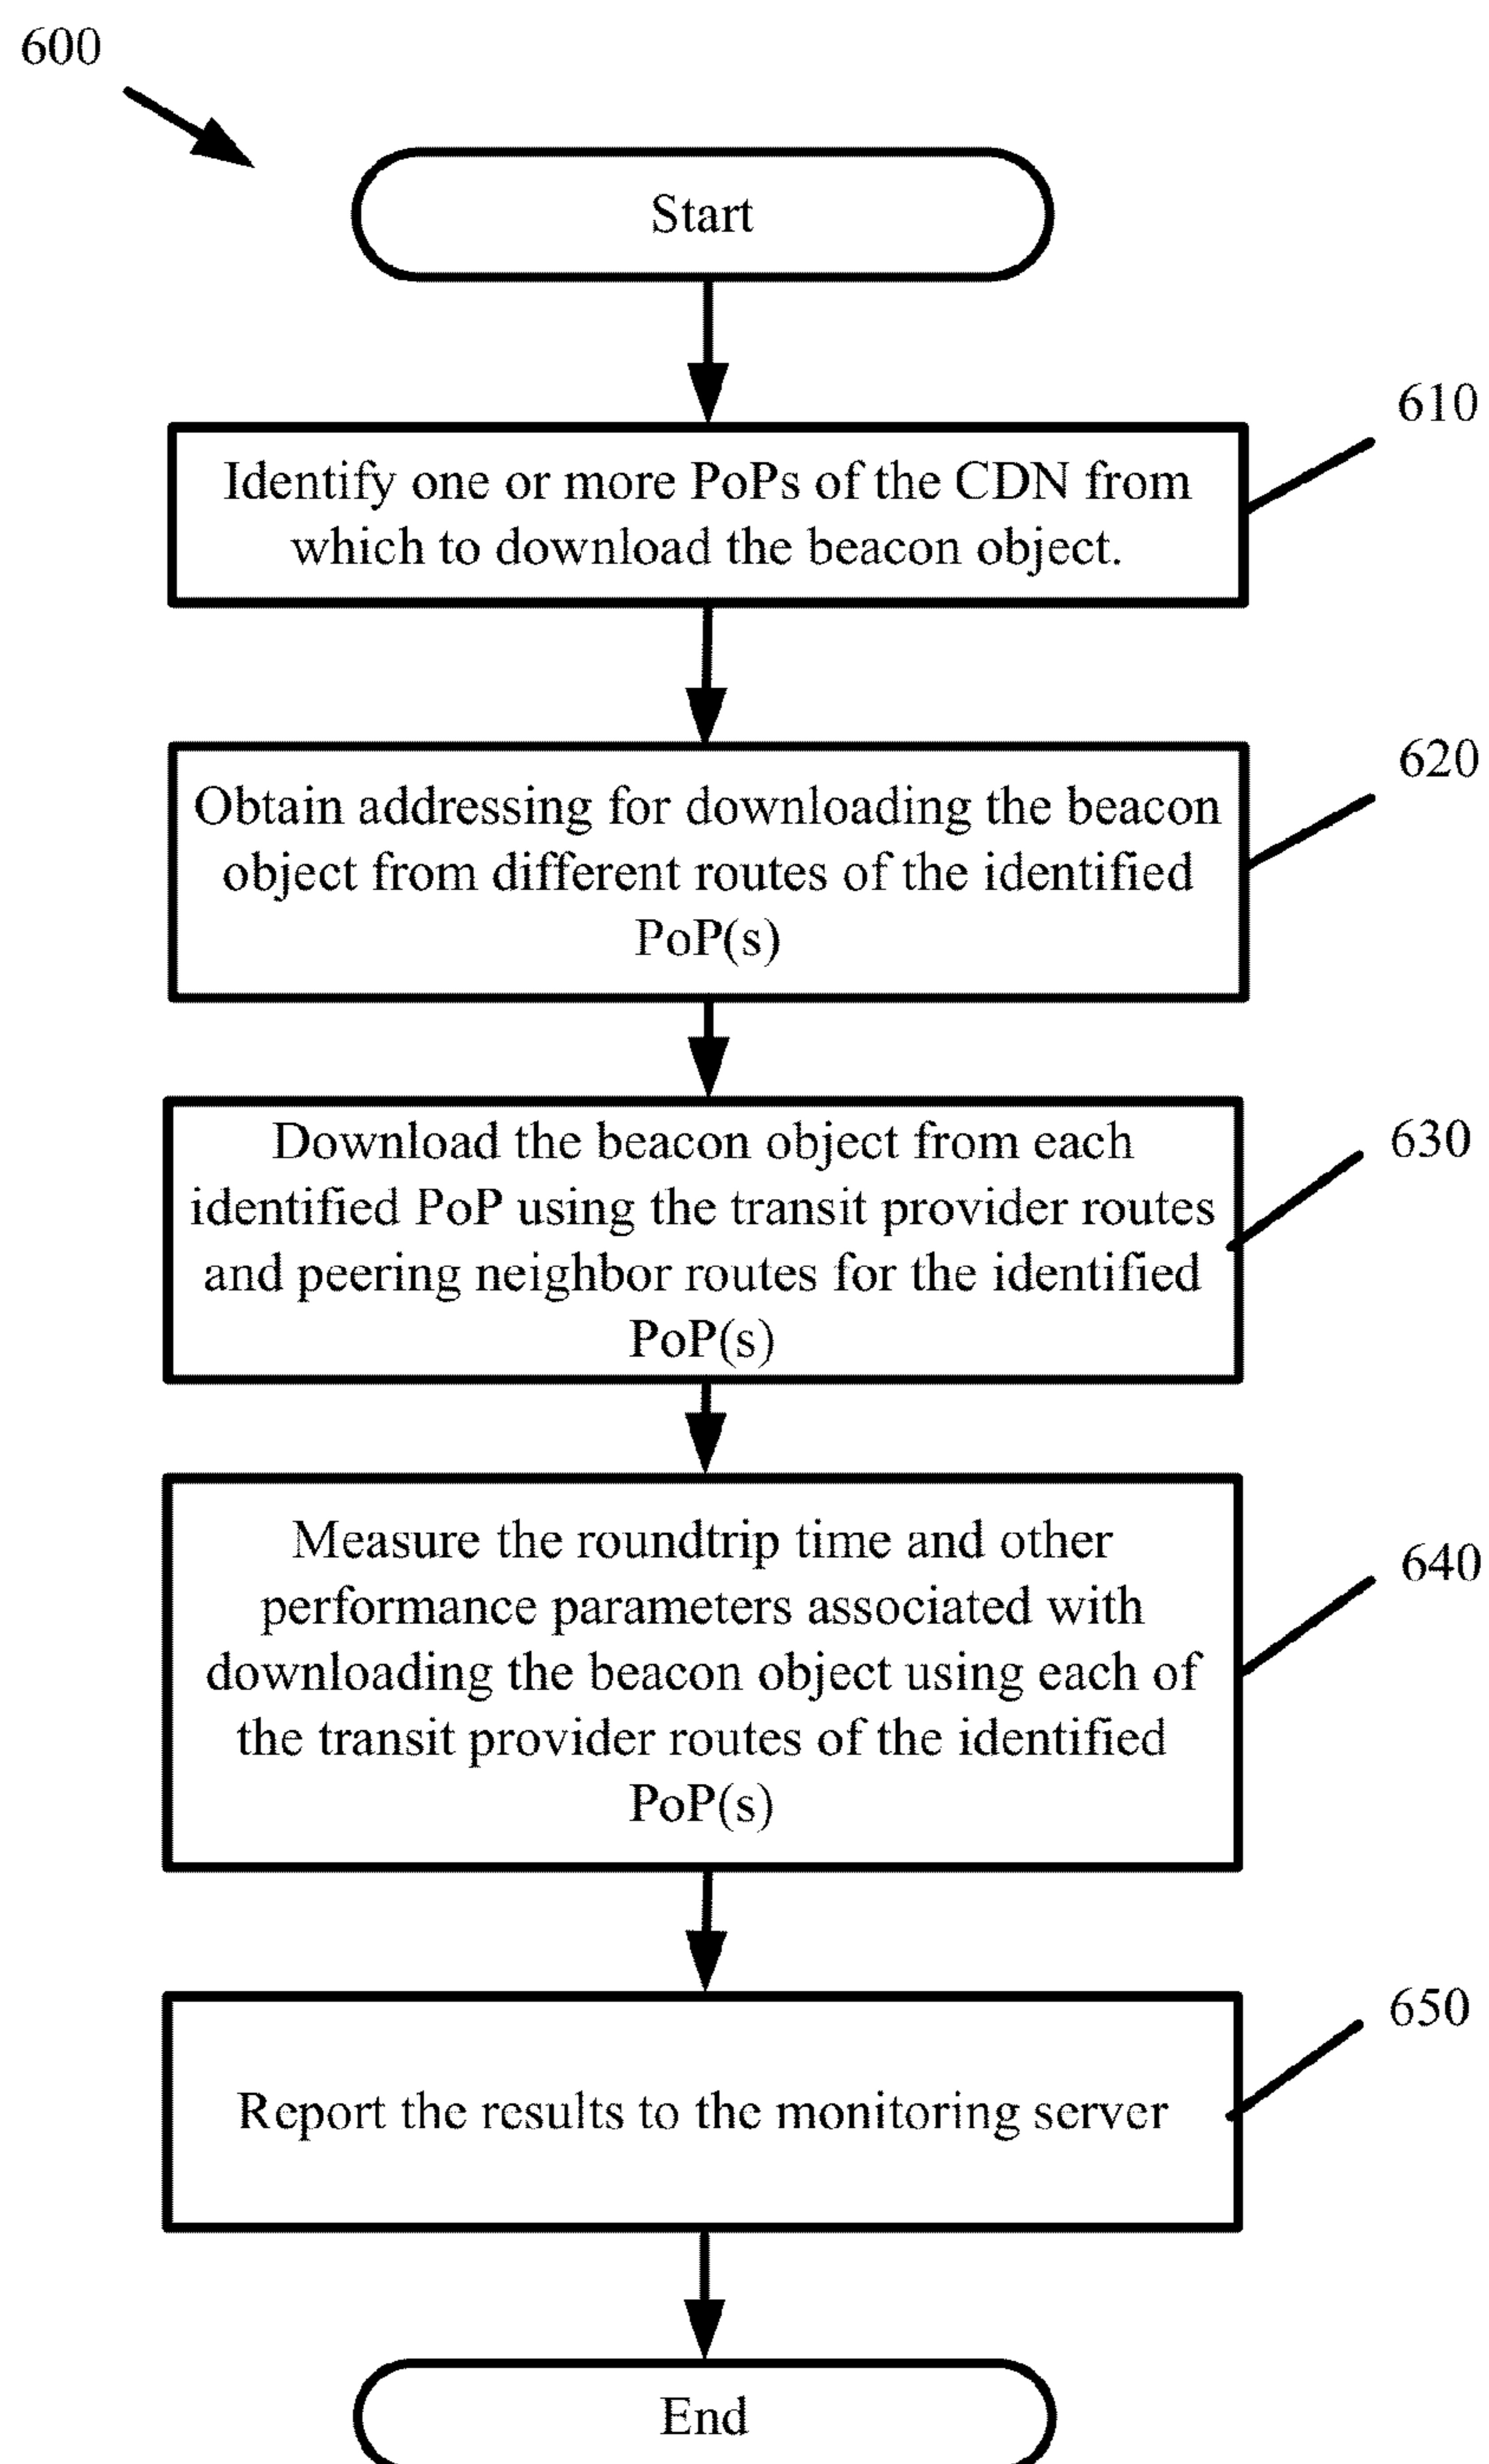 600
Start
610
Identify one or more PoPs of the CDN from
which to download the beacon object.
620
Obtain addressing for downloading the beacon
object from different routes of the identified
PoP(s)
630
Download the beacon object from each
identified PoP using the transit provider routes
and peering neighbor routes for the identified
PoP(s)
640
Measure the roundtrip time and other
performance parameters associated with
downloading the beacon object using each of
the transit provider routes of the identified
PoP(s)
650
Report the results to the monitoring server
End